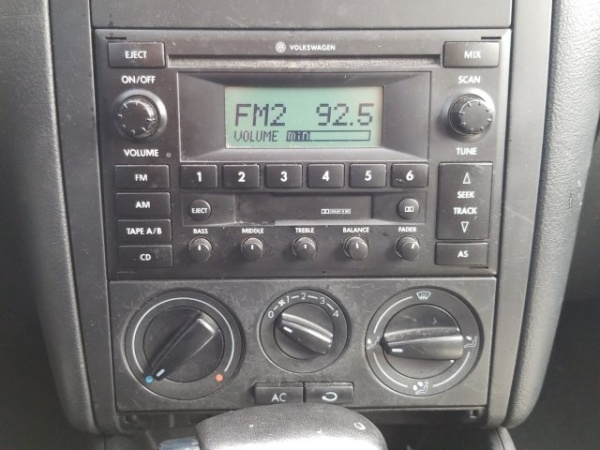 EJECT VOLKSWAGEN MIX
ON/OFF SCAN
FM2 92.5
VOLUME min
VOLUME TUNE
FM 1 2 3 4 5 6
SEEK
AM EJECT DOLBY B NR TRACK
TAPE A/B BASS MIDDLE TREBLE BALANCE FADER
CD AS
0 1 2 3 4
AC